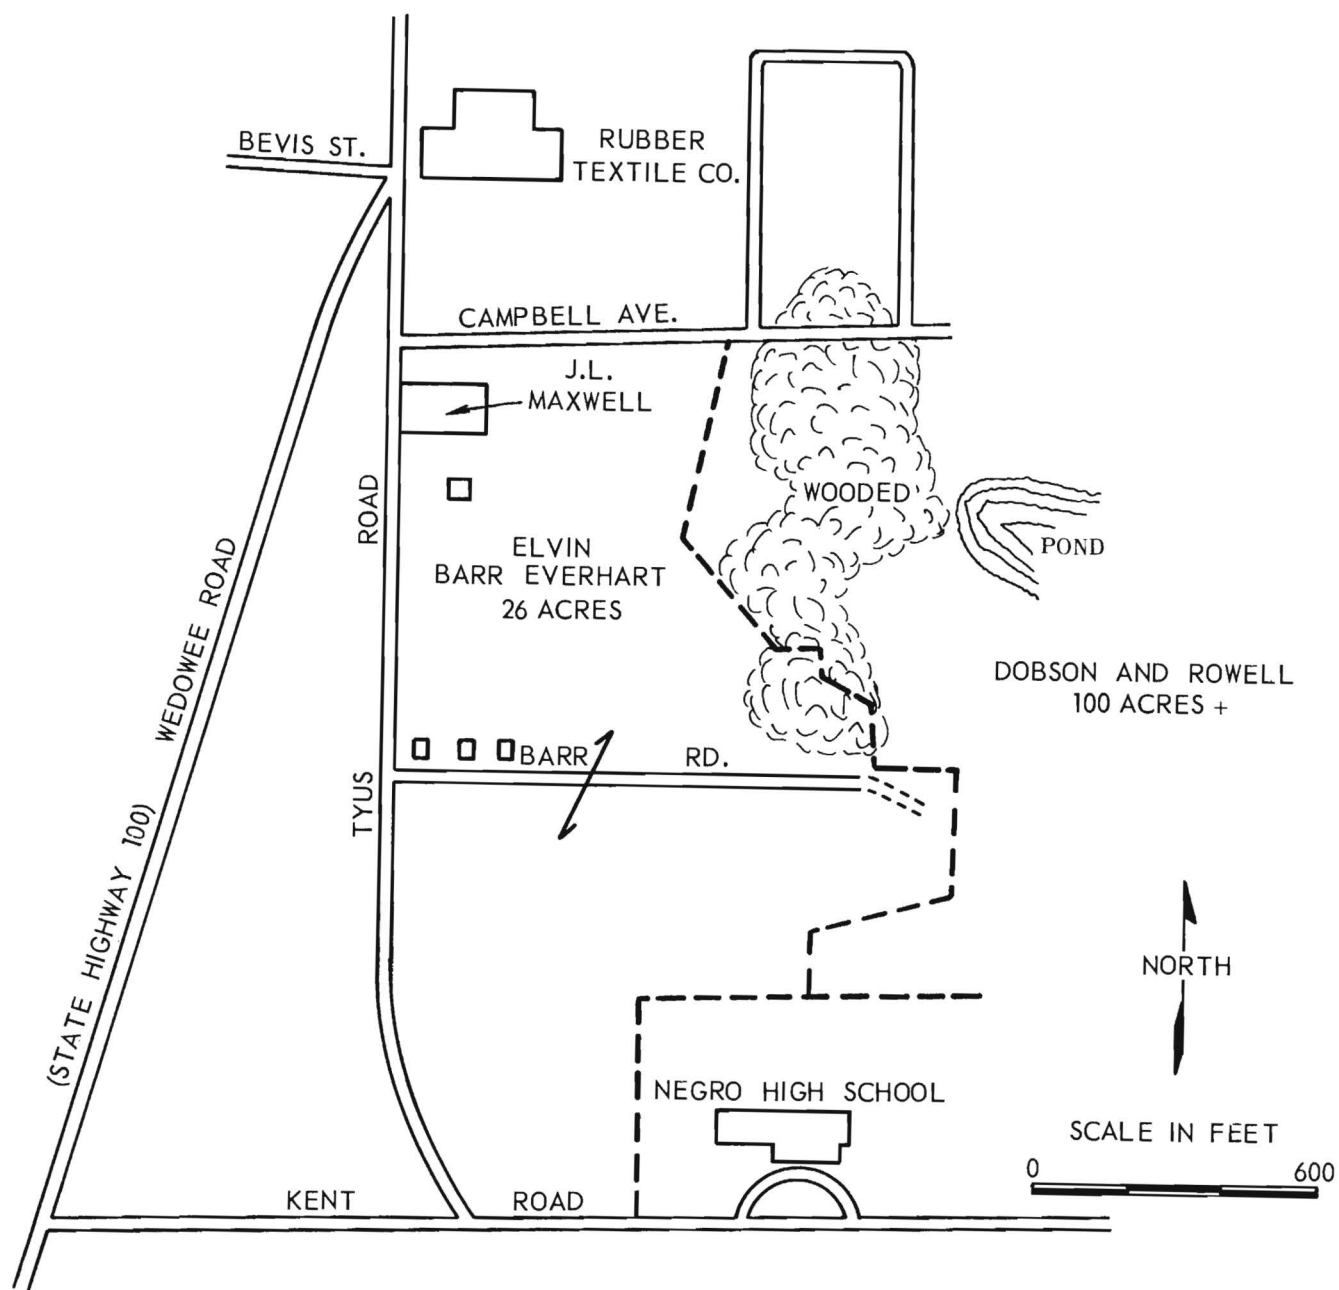 BEVIS ST.
RUBBER
TEXTILE CO.
CAMPBELL AVE.
J.L.
MAXWELL
ROAD
WOODED
WEDOWEE ROAD
ELVIN
BARR EVERHART
26 ACRES
POND
DOBSON AND ROWELL
100 ACRES +
BARR RD.
TYUS
(STATE HIGHWAY 100)
NORTH
NEGRO HIGH SCHOOL
SCALE IN FEET
0 600
KENT ROAD